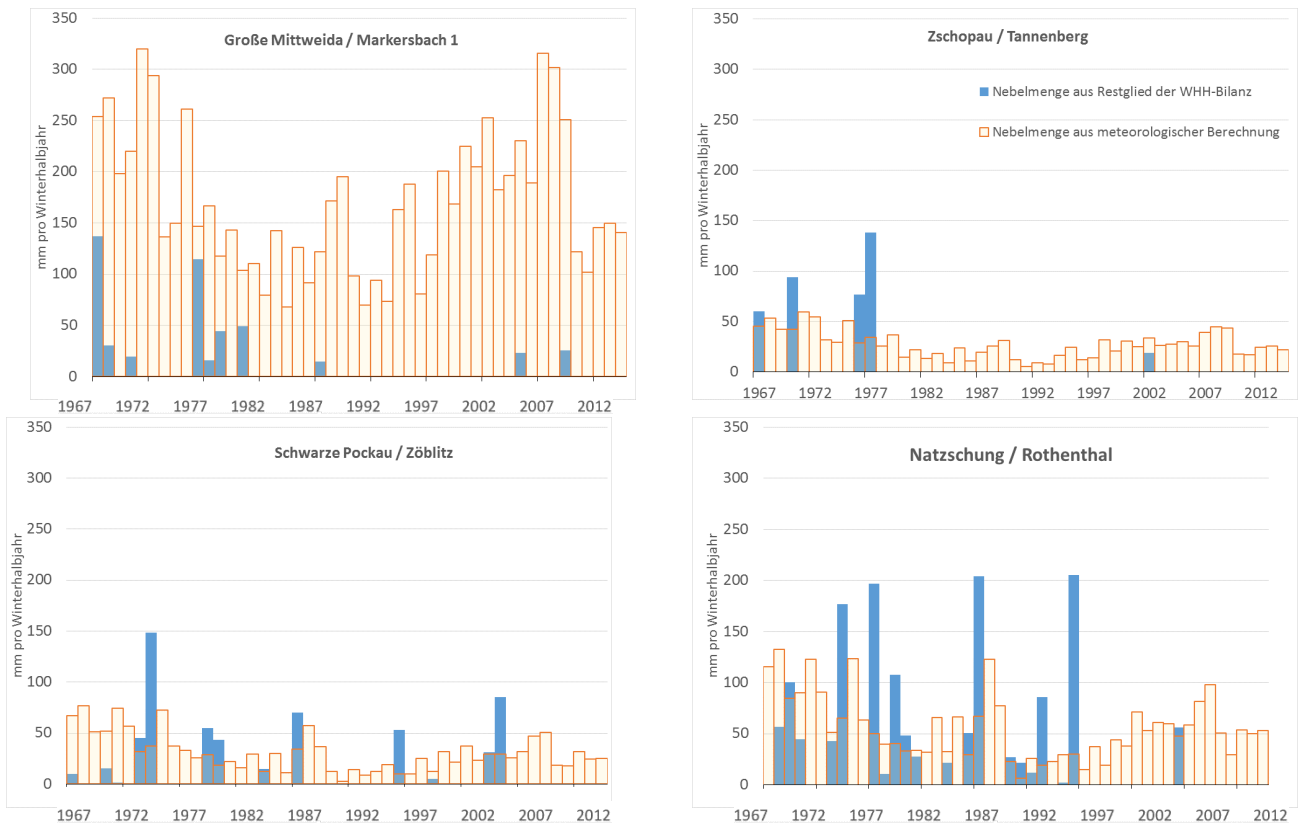 Große Mittweida / Markersbach 1
mm pro Winterhalbjahr
350
300
250
200
150
100
50
0
1967 1972 1977 1982 1987 1992 1997 2002 2007 2012
Zschopau / Tannenberg
Nebelmenge aus Restglied der WHH-Bilanz
Nebelmenge aus meteorologischer Berechnung
mm pro Winterhalbjahr
350
300
250
200
150
100
50
0
1967 1972 1977 1982 1987 1992 1997 2002 2007 2012
Schwarze Pockau / Zöblitz
mm pro Winterhalbjahr
350
300
250
200
150
100
50
0
1967 1972 1977 1982 1987 1992 1997 2002 2007 2012
Natzschung / Rothenthal
mm pro Winterhalbjahr
350
300
250
200
150
100
50
0
1967 1972 1977 1982 1987 1992 1997 2002 2007 2012